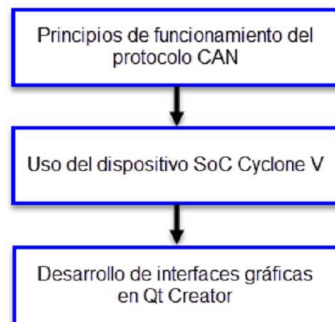 Principios de funcionamiento del
protocolo CAN
Uso del dispositivo SoC Cyclone V
Desarrollo de interfaces gráficas
en Qt Creator